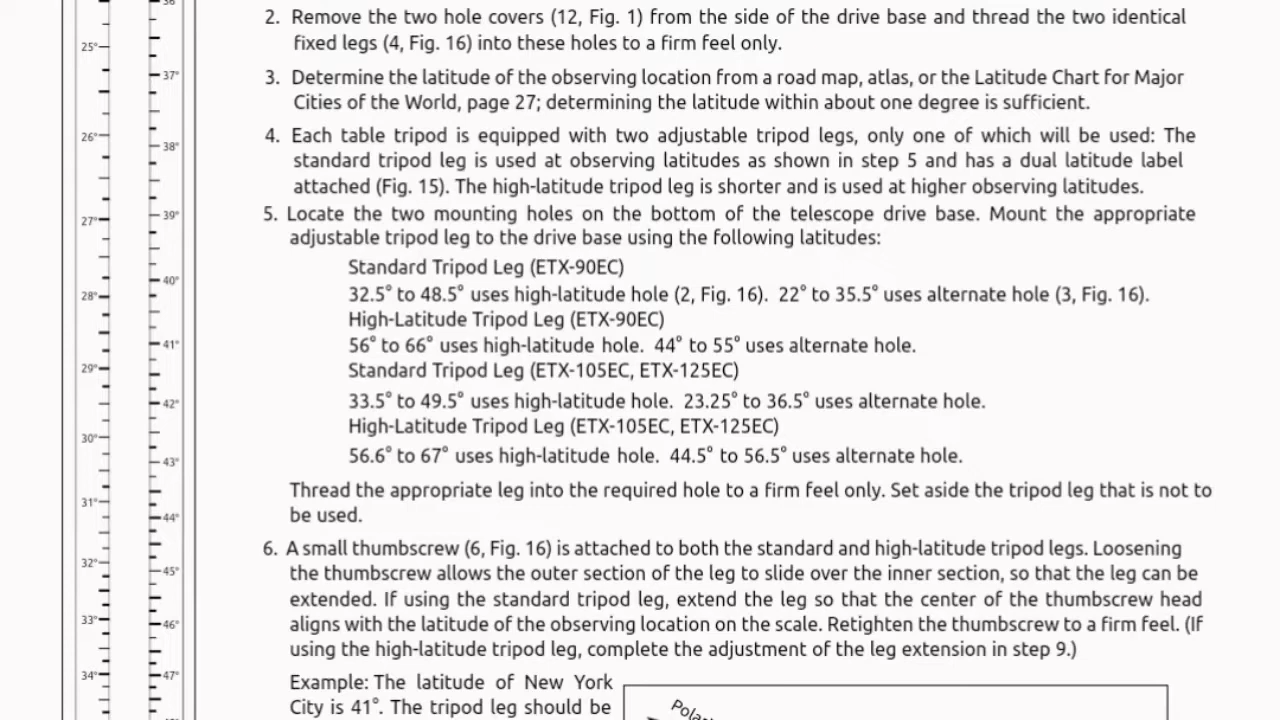 2. Remove the two hole covers (12, Fig. 1) from the side of the drive base and thread the two identical
fixed legs (4, Fig. 16) into these holes to a firm feel only.
3. Determine the latitude of the observing location from a road map, atlas, or the Latitude Chart for Major
Cities of the World, page 27; determining the latitude within about one degree is sufficient.
4. Each table tripod is equipped with two adjustable tripod legs, only one of which will be used: The
standard tripod leg is used at observing latitudes as shown in step 5 and has a dual latitude label
attached (Fig. 15). The high-latitude tripod leg is shorter and is used at higher observing latitudes.
5. Locate the two mounting holes on the bottom of the telescope drive base. Mount the appropriate
adjustable tripod leg to the drive base using the following latitudes:
Standard Tripod Leg (ETX-90EC)
32.5° to 48.5° uses high-latitude hole (2, Fig. 16). 22° to 35.5° uses alternate hole (3, Fig. 16).
High-Latitude Tripod Leg (ETX-90EC)
56° to 66° uses high-latitude hole. 44° to 55° uses alternate hole.
Standard Tripod Leg (ETX-105EC, ETX-125EC)
33.5° to 49.5° uses high-latitude hole. 23.25° to 36.5° uses alternate hole.
High-Latitude Tripod Leg (ETX-105EC, ETX-125EC)
56.6° to 67° uses high-latitude hole. 44.5° to 56.5° uses alternate hole.
Thread the appropriate leg into the required hole to a firm feel only. Set aside the tripod leg that is not to
be used.
6. A small thumbscrew (6, Fig. 16) is attached to both the standard and high-latitude tripod legs. Loosening
the thumbscrew allows the outer section of the leg to slide over the inner section, so that the leg can be
extended. If using the standard tripod leg, extend the leg so that the center of the thumbscrew head
aligns with the latitude of the observing location on the scale. Retighten the thumbscrew to a firm feel. (If
using the high-latitude tripod leg, complete the adjustment of the leg extension in step 9.)
Example: The latitude of New York
City is 41°. The tripod leg should be
25°
26°
27°
28°
29°
30°
31°
32°
33°
34°
37°
38°
39°
40°
41°
42°
43°
44°
45°
46°
47°